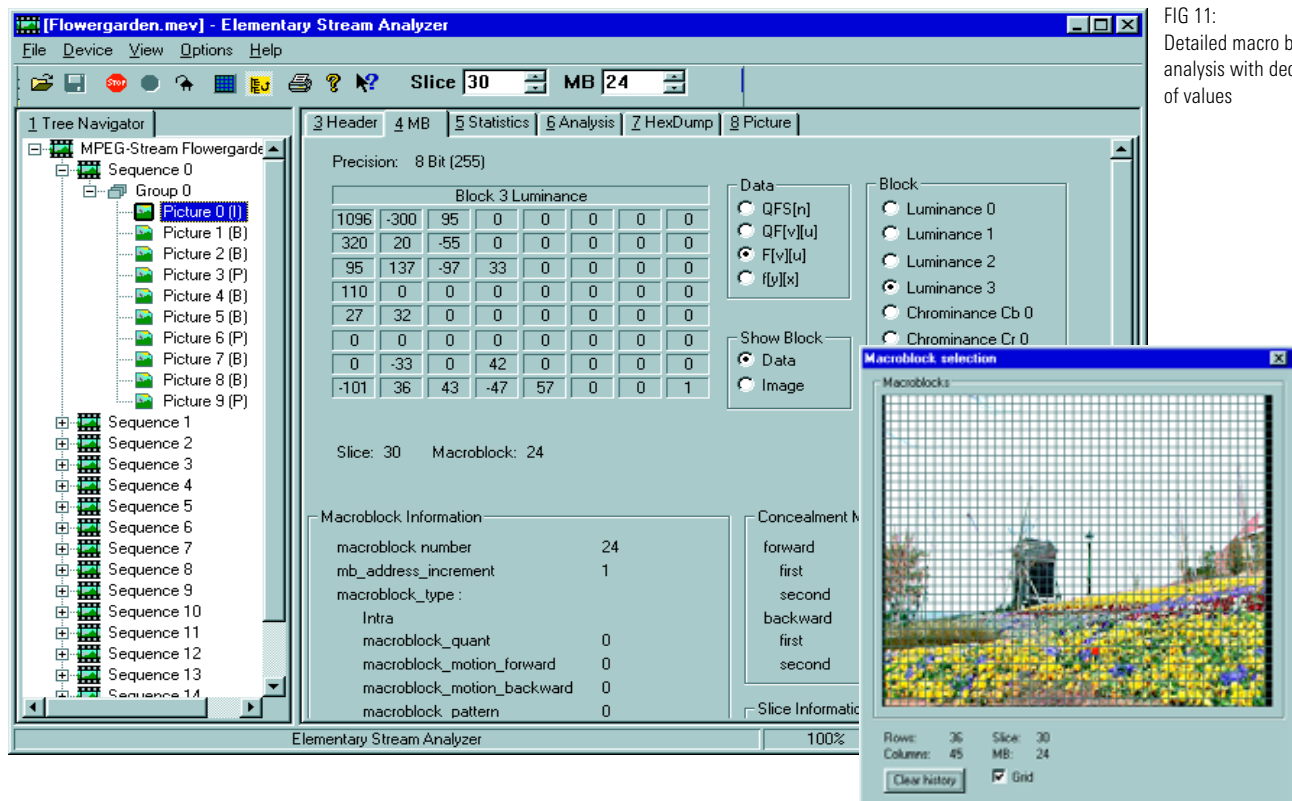 [Flowergarden.mev] - Elementary Stream Analyzer
File Device View Options Help
STOP
Slice 30 MB 24
1 Tree Navigator
MPEG-Stream Flowergarde
Sequence 0
Group 0
Picture 0 (I)
Picture 1 (B)
Picture 2 (B)
Picture 3 (P)
Picture 4 (B)
Picture 5 (B)
Picture 6 (P)
Picture 7 (B)
Picture 8 (B)
Picture 9 (P)
Sequence 1
Sequence 2
Sequence 3
Sequence 4
Sequence 5
Sequence 6
Sequence 7
Sequence 8
Sequence 9
Sequence 10
Sequence 11
Sequence 12
Sequence 13
Sequence 14
3 Header 4 MB 5 Statistics 6 Analysis 7 HexDump 8 Picture
Precision: 8 Bit (255)
Block 3 Luminance
1096 -300 95 0 0 0 0 0
320 20 -55 0 0 0 0 0
95 137 -97 33 0 0 0 0
110 0 0 0 0 0 0 0
27 32 0 0 0 0 0 0
0 0 0 0 0 0 0 0
0 -33 0 42 0 0 0 0
-101 36 43 -47 57 0 0 1
Data
QFS[n]
QF[v][u]
F[v][u]
f[y][x]
Show Block
Data
Image
Block
Luminance 0
Luminance 1
Luminance 2
Luminance 3
Chrominance Cb 0
Chrominance Cr 0
Slice: 30 Macroblock: 24
Macroblock Information
macroblock number 24
mb_address_increment 1
macroblock_type :
Intra
macroblock_quant 0
macroblock_motion_forward 0
macroblock_motion_backward 0
macroblock_pattern 0
Concealment M
forward
first
second
backward
first
second
Slice Informatio
Elementary Stream Analyzer 100%
Macroblock selection
Macroblocks
Rows: 36 Slice: 30
Columns: 45 MB: 24
Clear history Grid
FIG 11:
Detailed macro b
analysis with dec
of values